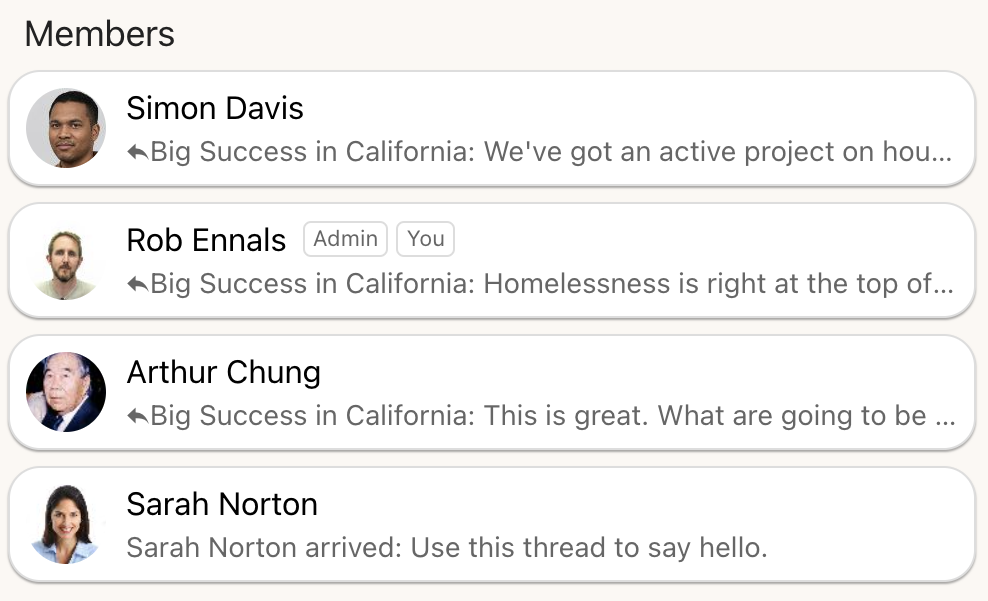 Members
Simon Davis
Big Success in California: We've got an active project on hou...
Rob Ennals Admin You
Big Success in California: Homelessness is right at the top of...
Arthur Chung
Big Success in California: This is great. What are going to be ...
Sarah Norton
Sarah Norton arrived: Use this thread to say hello.